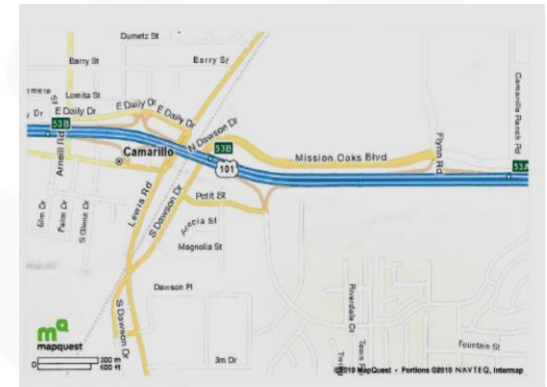 Dumetz St
Barry St
Barry St
Lomita St
E Daily Dr
E Daily Dr
E Daily Dr
53B
Arneill Rd
Camarillo
N Dawson Dr
53B
101
Mission Oaks Blvd
Flynn Rd
Camarillo Ranch Rd
53A
Elm Dr
Palm Dr
S Glenn Dr
Lewis Rd
S Dawson Dr
Petit St
Acacia St
Magnolia St
Dawson Pl
S Dawson Dr
3m Dr
Riverdale Ct
Fountain St
mapquest
0
200 m
600 ft
©2010 MapQuest - Portions ©2010 NAVTEQ, Intermap